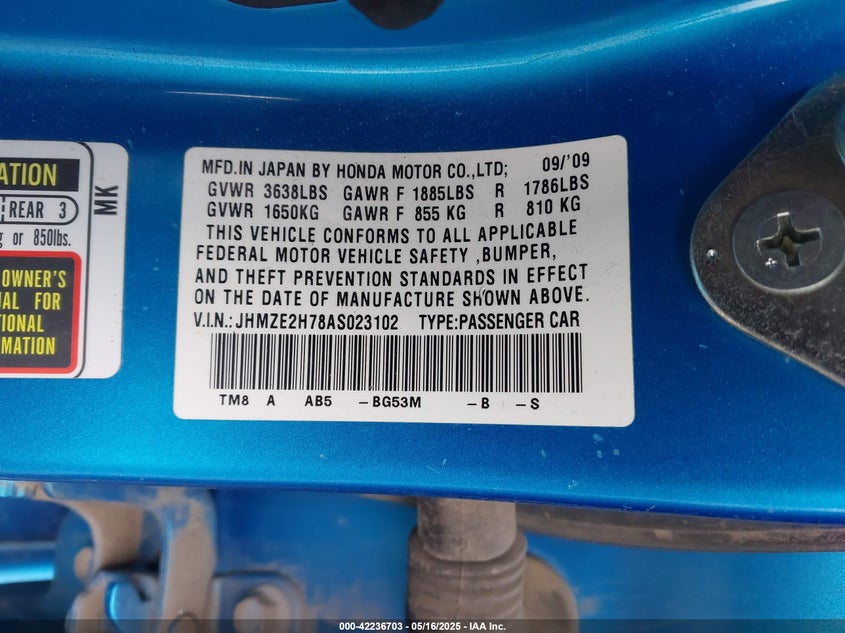 ATION
REAR 3
g or 850lbs.
OWNER'S
UAL FOR
TIONAL
RMATION
MK
MFD.IN JAPAN BY HONDA MOTOR CO.,LTD; 09/'09
GVWR 3638LBS GAWR F 1885LBS R 1786LBS
GVWR 1650KG GAWR F 855 KG R 810 KG
THIS VEHICLE CONFORMS TO ALL APPLICABLE
FEDERAL MOTOR VEHICLE SAFETY ,BUMPER,
AND THEFT PREVENTION STANDARDS IN EFFECT
ON THE DATE OF MANUFACTURE SHOWN ABOVE.
V.I.N.:JHMZE2H78AS023102 TYPE:PASSENGER CAR
TM8 A AB5 -BG53M -B -S
000-42236703 - 05/16/2025 - IAA Inc.